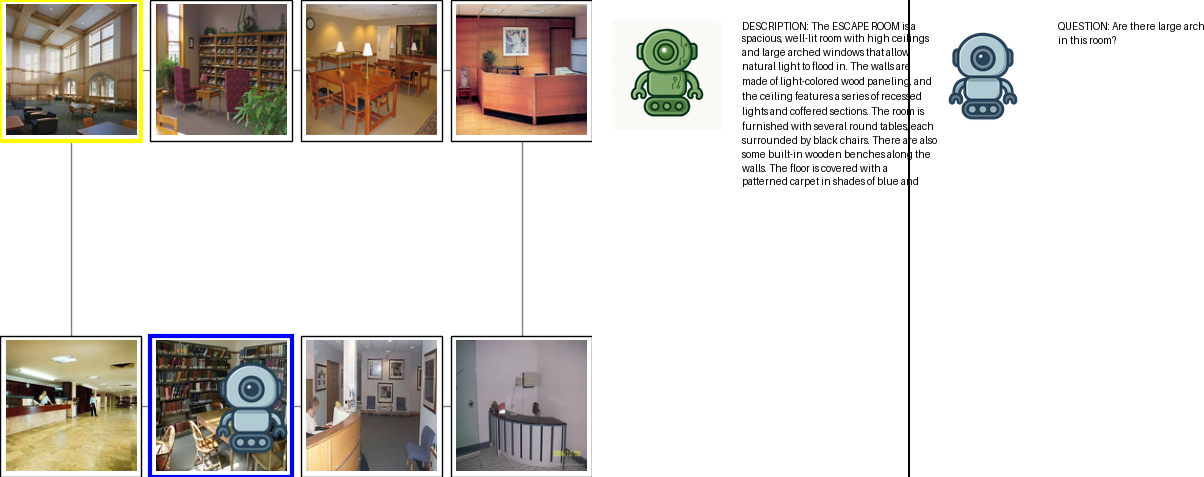 DESCRIPTION: The ESCAPE ROOM is a
spacious, well-lit room with high ceilings
and large arched windows that allow
natural light to flood in. The walls are
made of light-colored wood paneling, and
the ceiling features a series of recessed
lights and coffered sections. The room is
furnished with several round tables, each
surrounded by black chairs. There are also
some built-in wooden benches along the
walls. The floor is covered with a
patterned carpet in shades of blue and
QUESTION: Are there large arch
in this room?